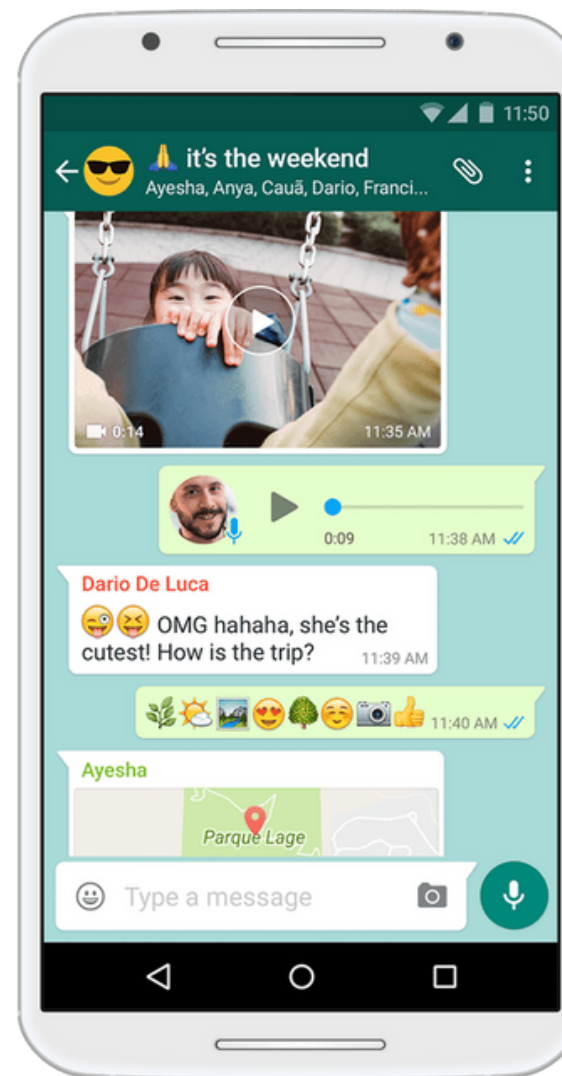 11:50
🙏 it's the weekend
Ayesha, Anya, Cauã, Dario, Franci...
0:14
11:35 AM
0:09
11:38 AM
Dario De Luca
😜😝 OMG hahaha, she's the
cutest! How is the trip?
11:39 AM
🌿🌤🏞😍🌳☺️📷👍 11:40 AM
Ayesha
Parque Lage
Type a message